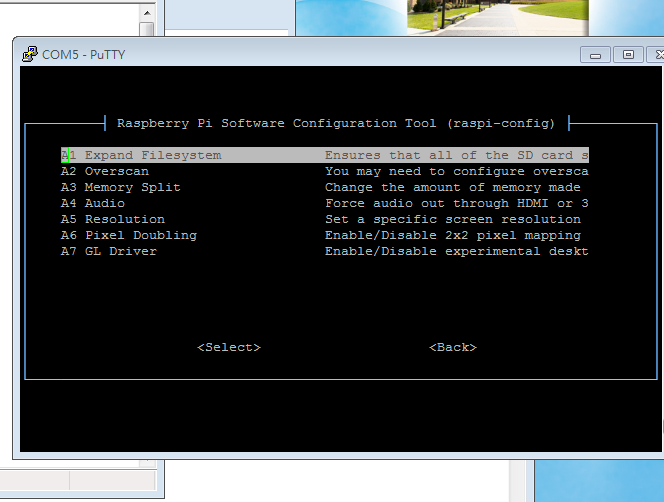 COM5 - PuTTY
Raspberry Pi Software Configuration Tool (raspi-config)
A1 Expand Filesystem Ensures that all of the SD card s
A2 Overscan You may need to configure oversca
A3 Memory Split Change the amount of memory made
A4 Audio Force audio out through HDMI or 3
A5 Resolution Set a specific screen resolution
A6 Pixel Doubling Enable/Disable 2x2 pixel mapping
A7 GL Driver Enable/Disable experimental deskt
<Select> <Back>